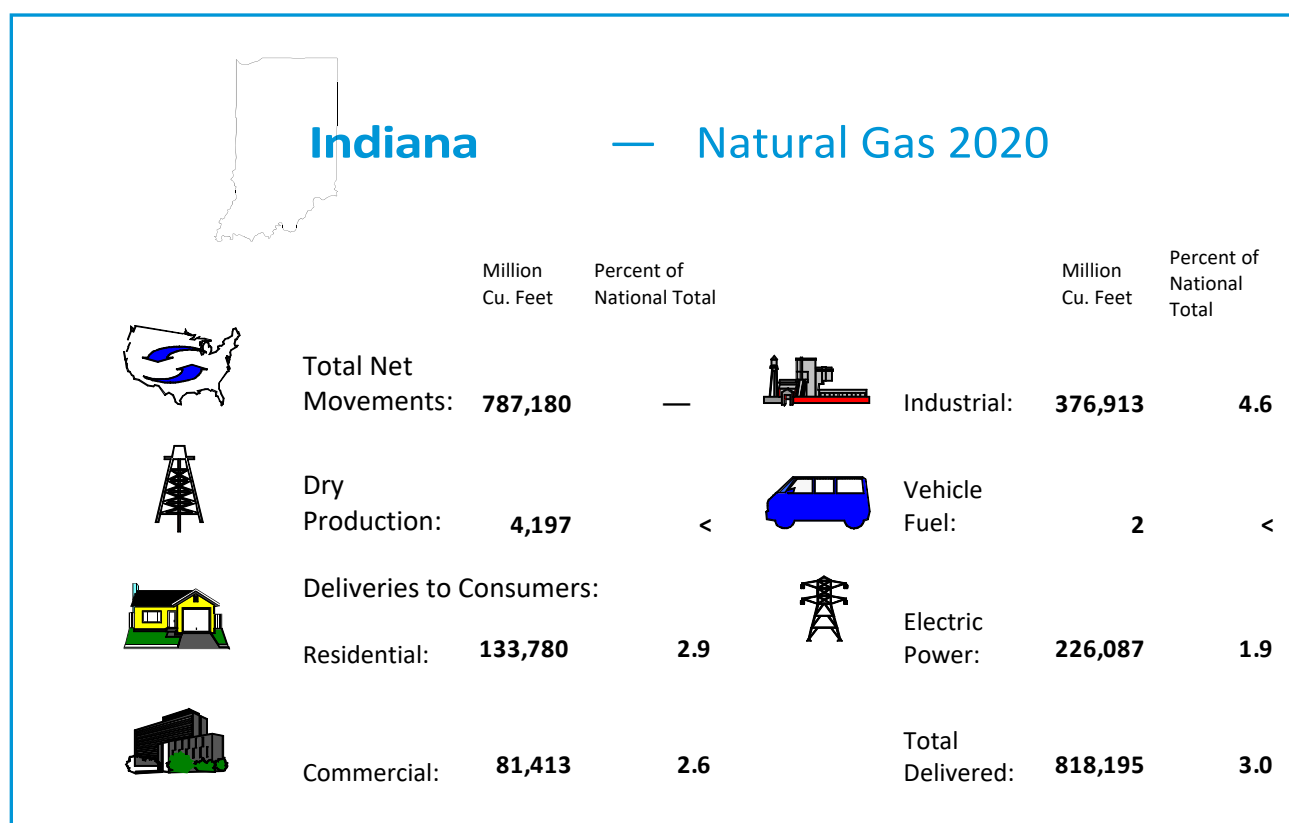 Indiana — Natural Gas 2020
Million
Cu. Feet
Percent of
National Total
Million
Cu. Feet
Percent of
National
Total
Total Net
Movements: 787,180 —
Industrial: 376,913 4.6
Dry
Production: 4,197 <
Vehicle
Fuel: 2 <
Deliveries to Consumers:
Residential: 133,780 2.9
Electric
Power: 226,087 1.9
Commercial: 81,413 2.6
Total
Delivered: 818,195 3.0